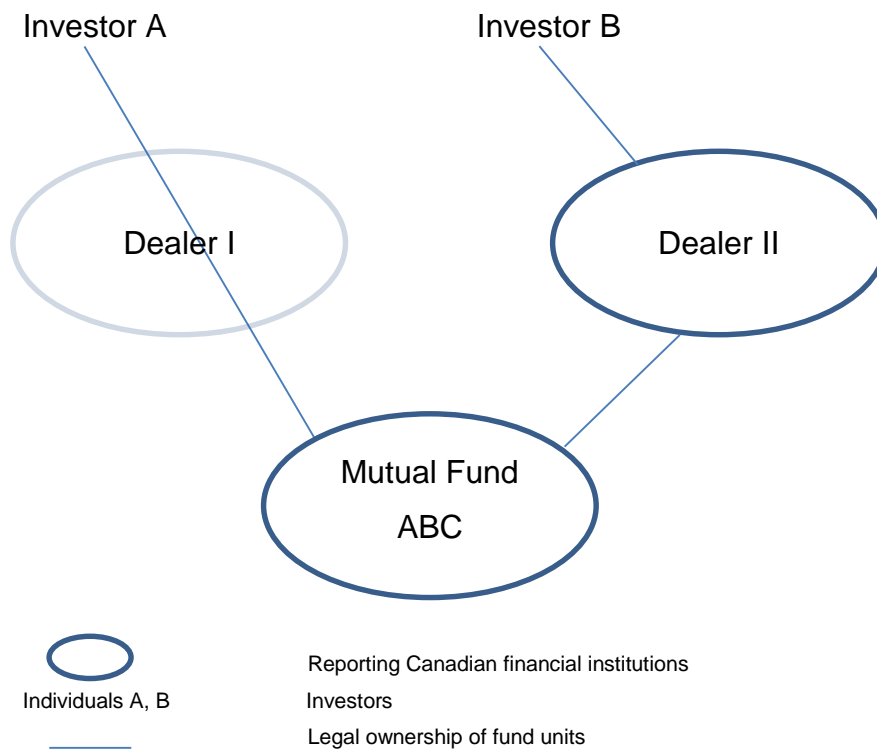 Investor A
Investor B
Dealer I
Dealer II
Mutual Fund
ABC
Reporting Canadian financial institutions
Individuals A, B
Investors
Legal ownership of fund units